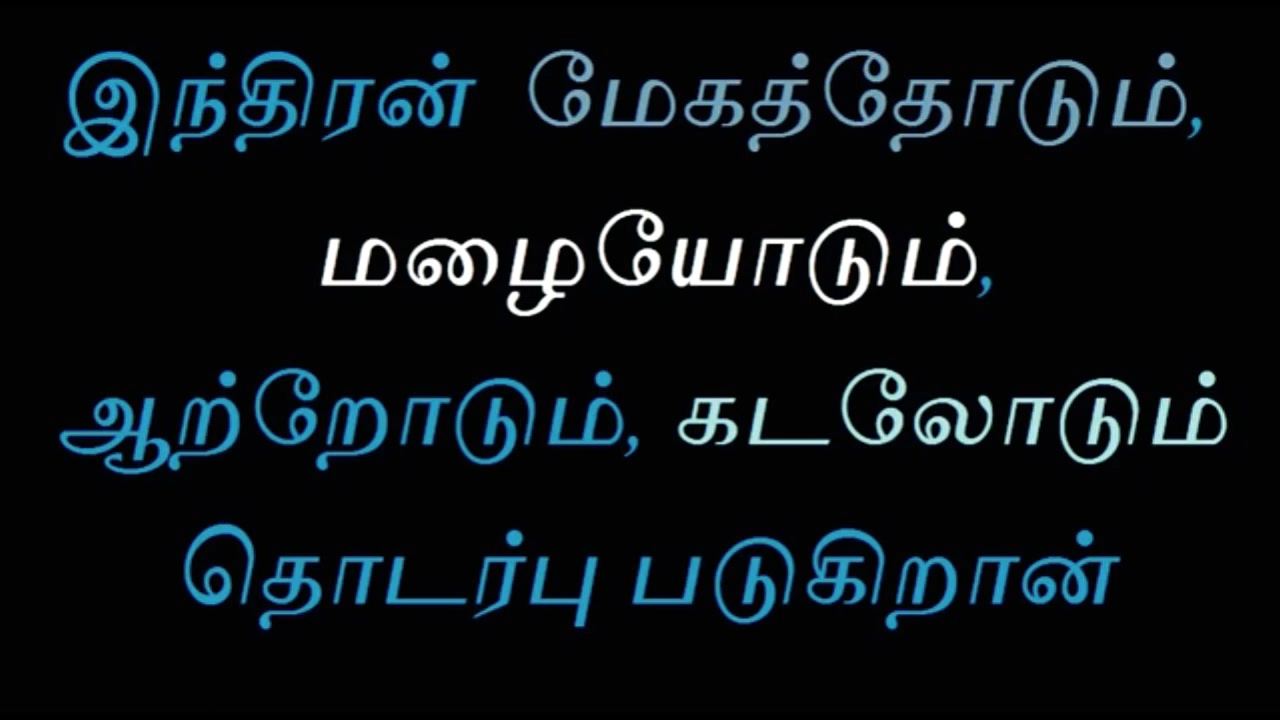 இந்திரன் மேகத்தோடும்,
மழையோடும்,
ஆற்றோடும், கடலோடும்
தொடர்பு படுகிறான்